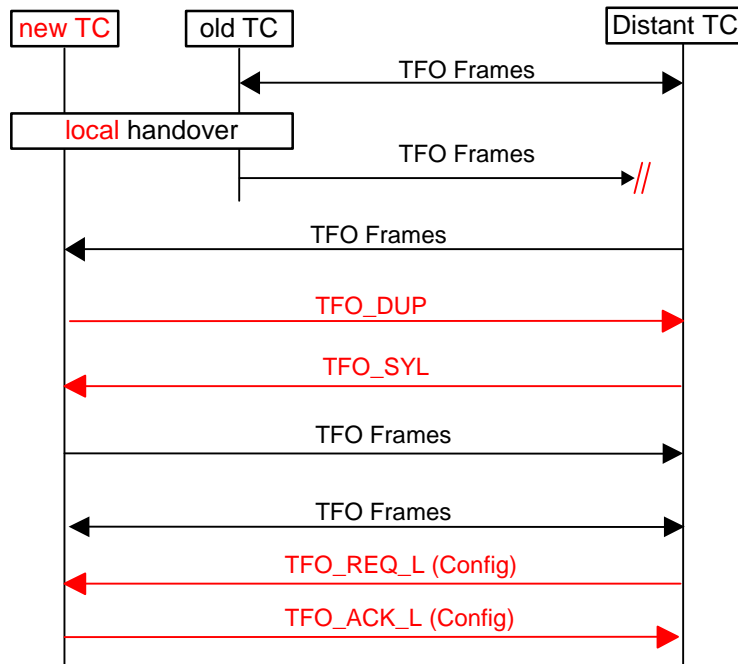 new TC
old TC
Distant TC
TFO Frames
local handover
TFO Frames
TFO Frames
TFO_DUP
TFO_SYL
TFO Frames
TFO Frames
TFO_REQ_L (Config)
TFO_ACK_L (Config)